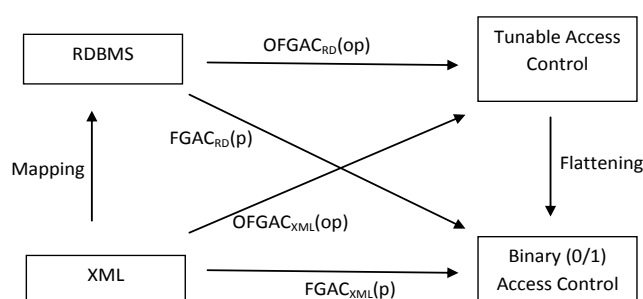 RDBMS
OFGAC_RD(op)
Tunable Access
Control
FGAC_RD(p)
Mapping
Flattening
OFGAC_XML(op)
XML
FGAC_XML(p)
Binary (0/1)
Access Control